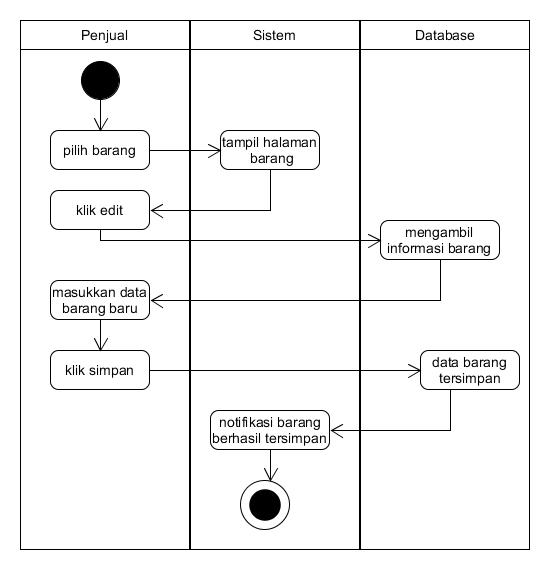 Penjual
Sistem
Database
pilih barang
tampil halaman
barang
klik edit
mengambil
informasi barang
masukkan data
barang baru
klik simpan
data barang
tersimpan
notifikasi barang
berhasil tersimpan